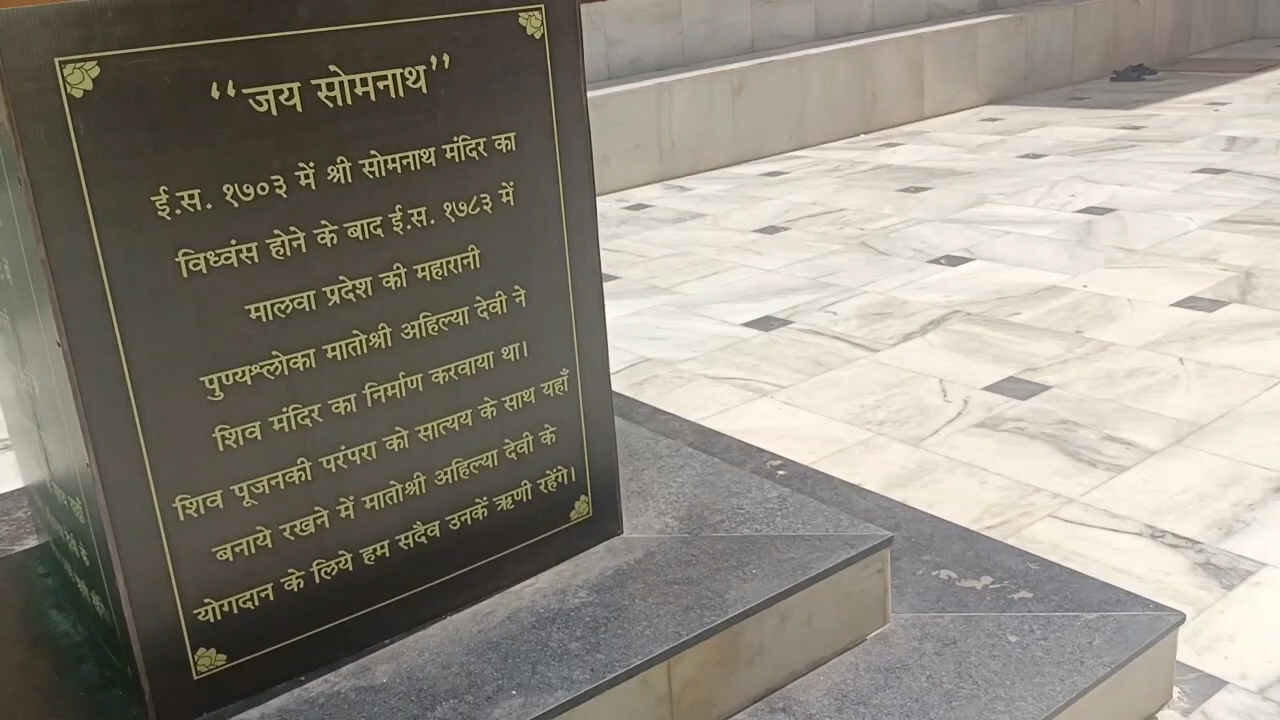 “जय सोमनाथ”
ई.स. १७०३ में श्री सोमनाथ मंदिर का
विध्वंस होने के बाद ई.स. १७८३ में
मालवा प्रदेश की महारानी
पुण्यश्लोका मातोश्री अहिल्या देवी ने
शिव मंदिर का निर्माण करवाया था।
शिव पूजनकी परंपरा को सात्यय के साथ यहाँ
बनाये रखने में मातोश्री अहिल्या देवी के
योगदान के लिये हम सदैव उनकें ऋणी रहेंगे।